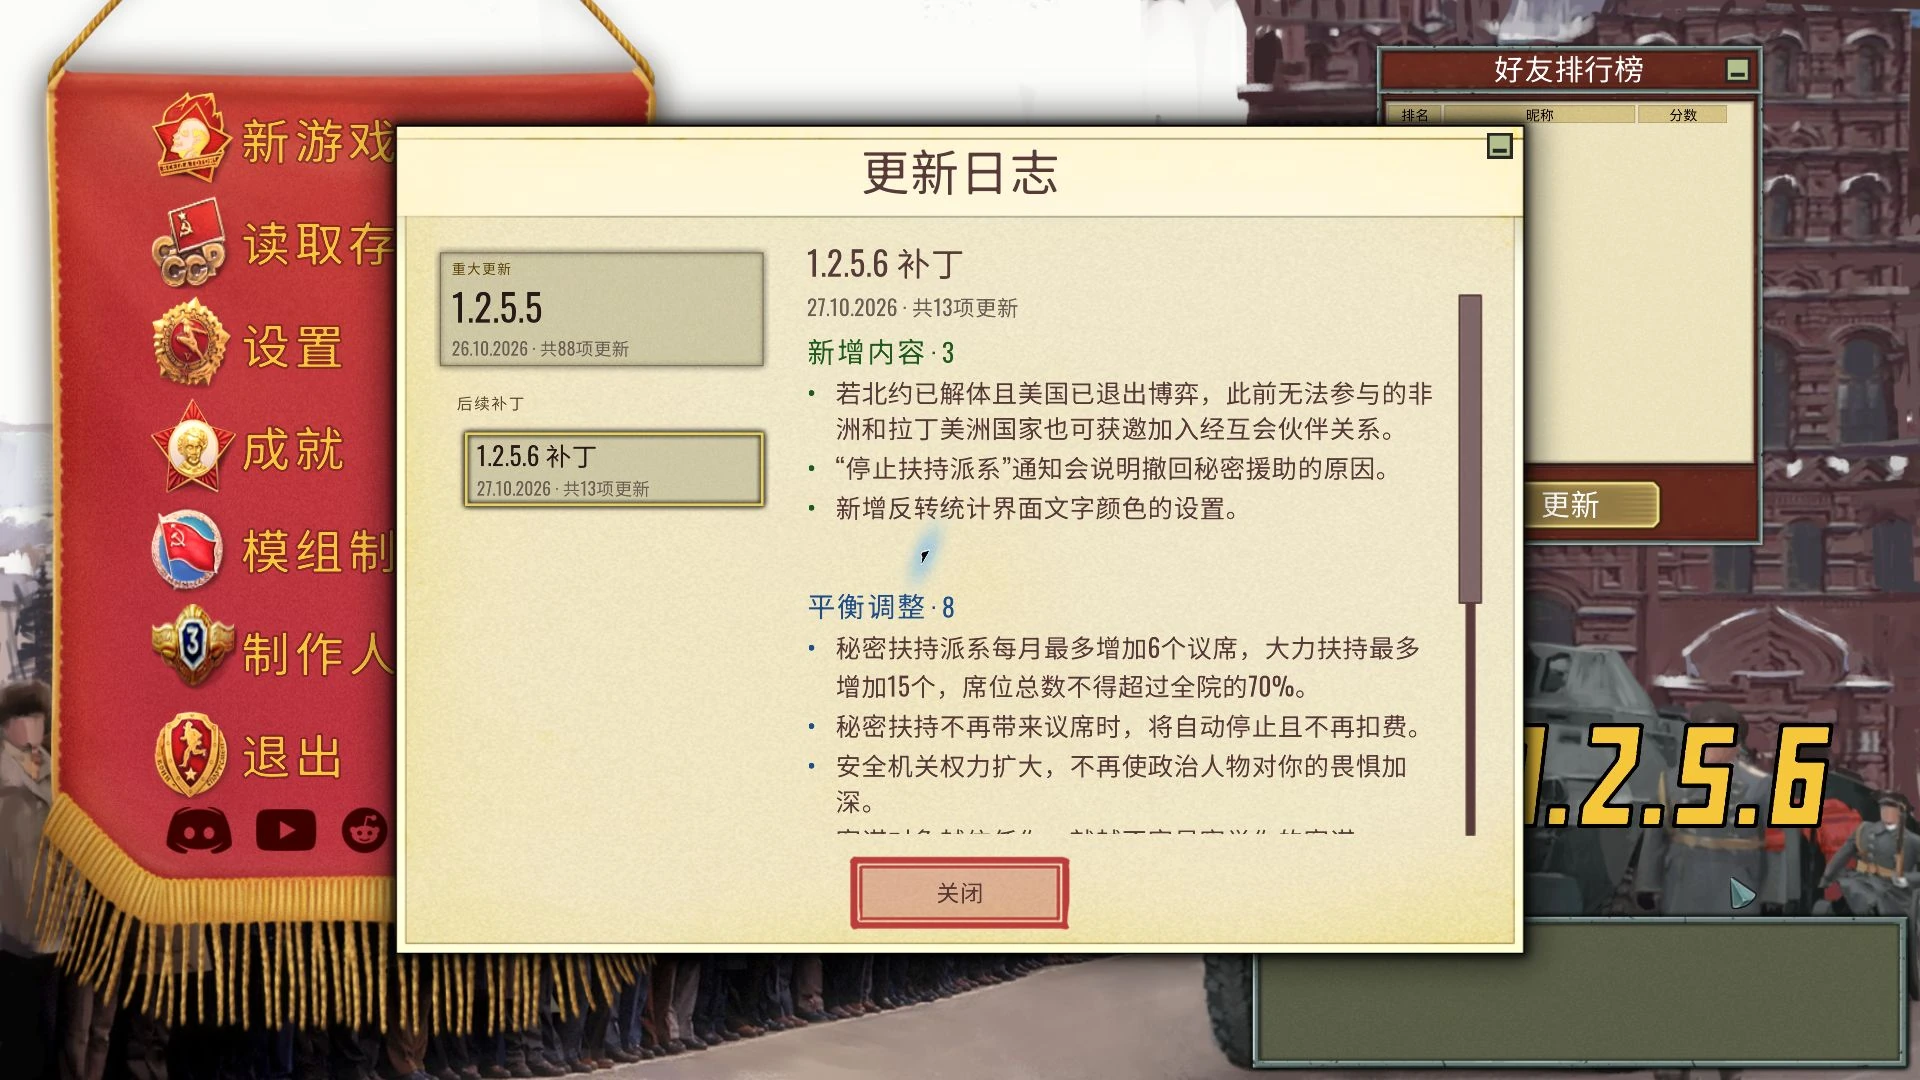 新游戏
读取存
设置
成就
模组制
制作人
退出
更新日志
重大更新
1.2.5.5
26.10.2026 · 共88项更新
后续补丁
1.2.5.6 补丁
27.10.2026 · 共13项更新
1.2.5.6 补丁
27.10.2026 · 共13项更新
新增内容 · 3
• 若北约已解体且美国已退出博弈，此前无法参与的非
洲和拉丁美洲国家也可获邀加入经互会伙伴关系。
• “停止扶持派系”通知会说明撤回秘密援助的原因。
• 新增反转统计界面文字颜色的设置。
平衡调整 · 8
• 秘密扶持派系每月最多增加6个议席，大力扶持最多
增加15个，席位总数不得超过全院的70%。
• 秘密扶持不再带来议席时，将自动停止且不再扣费。
• 安全机关权力扩大，不再使政治人物对你的畏惧加
深。
关闭
好友排行榜
排名 昵称 分数
更新
1.2.5.6